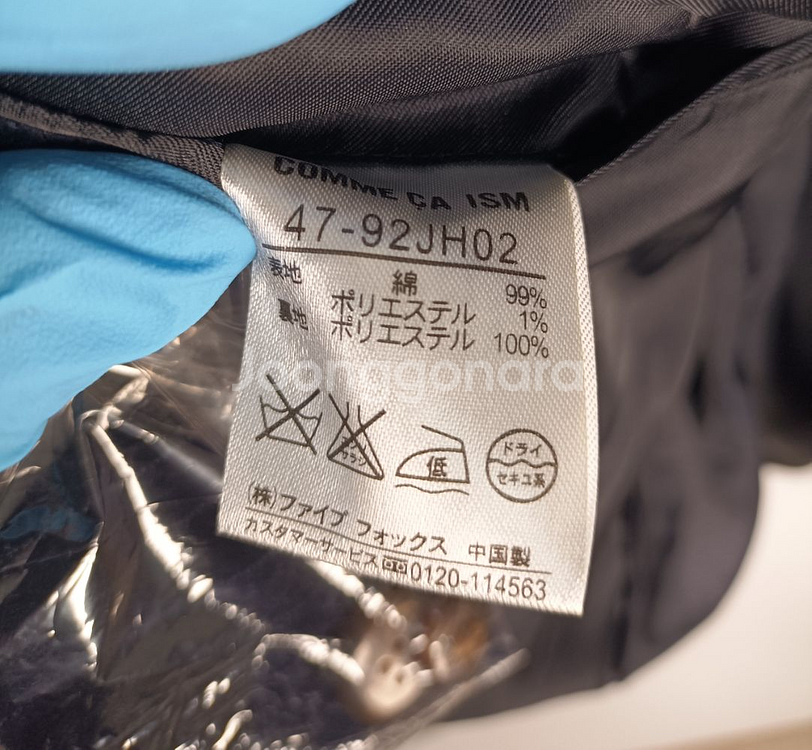 COMME CA ISM
47-92JH02
表地 綿 99%
ポリエステル 1%
裏地 ポリエステル 100%
Joonggonara
低
ドライ
セキユ系
(株)ファイブ フォックス 中国製
カスタマーサービス 0120-114563